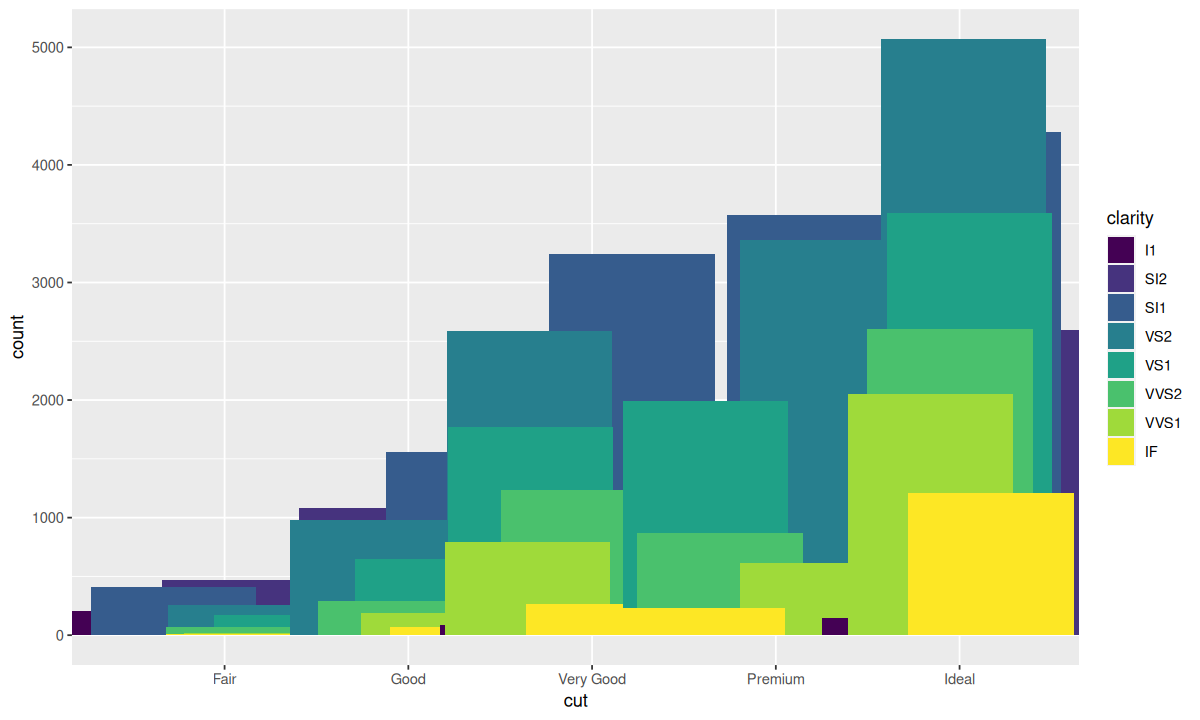 5000
4000
3000
2000
1000
0
count
Fair Good Very Good Premium Ideal
cut
clarity
I1
SI2
SI1
VS2
VS1
VVS2
VVS1
IF